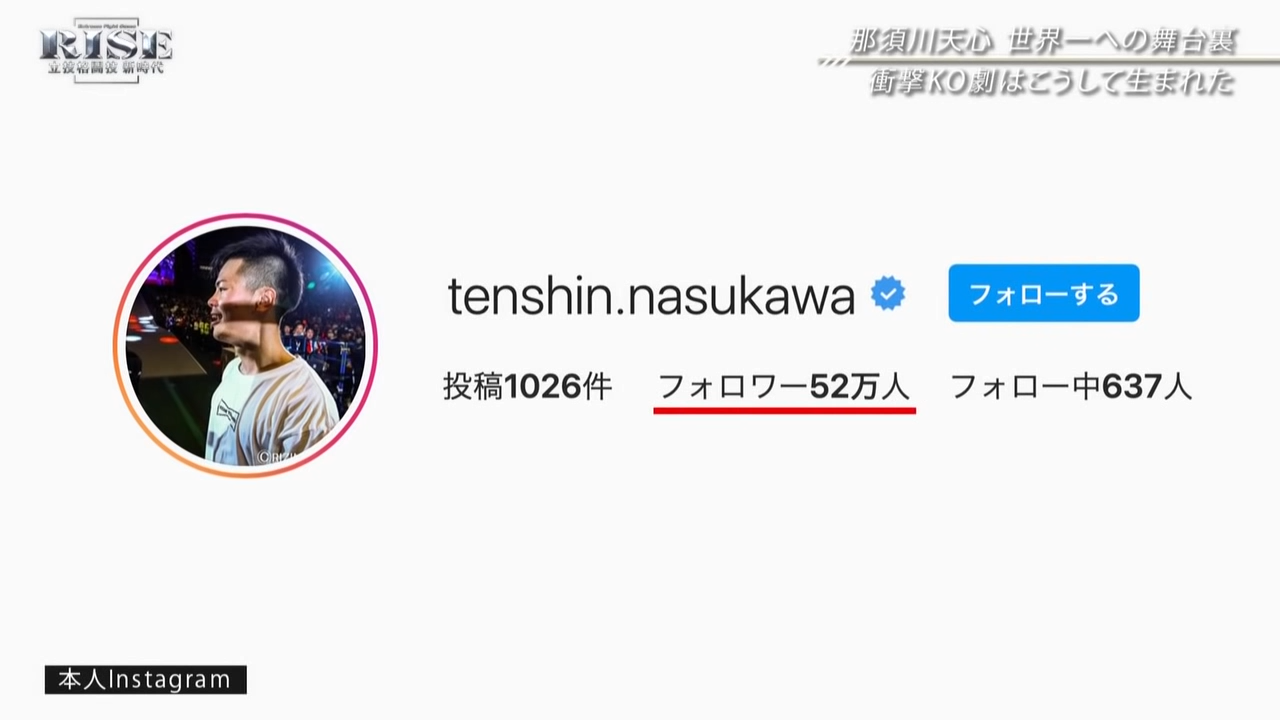 RISE
立技格闘技 新時代
那須川天心 世界一への舞台裏
衝撃KO劇はこうして生まれた
tenshin.nasukawa
フォローする
投稿1026件 フォロワー52万人 フォロー中637人
本人Instagram